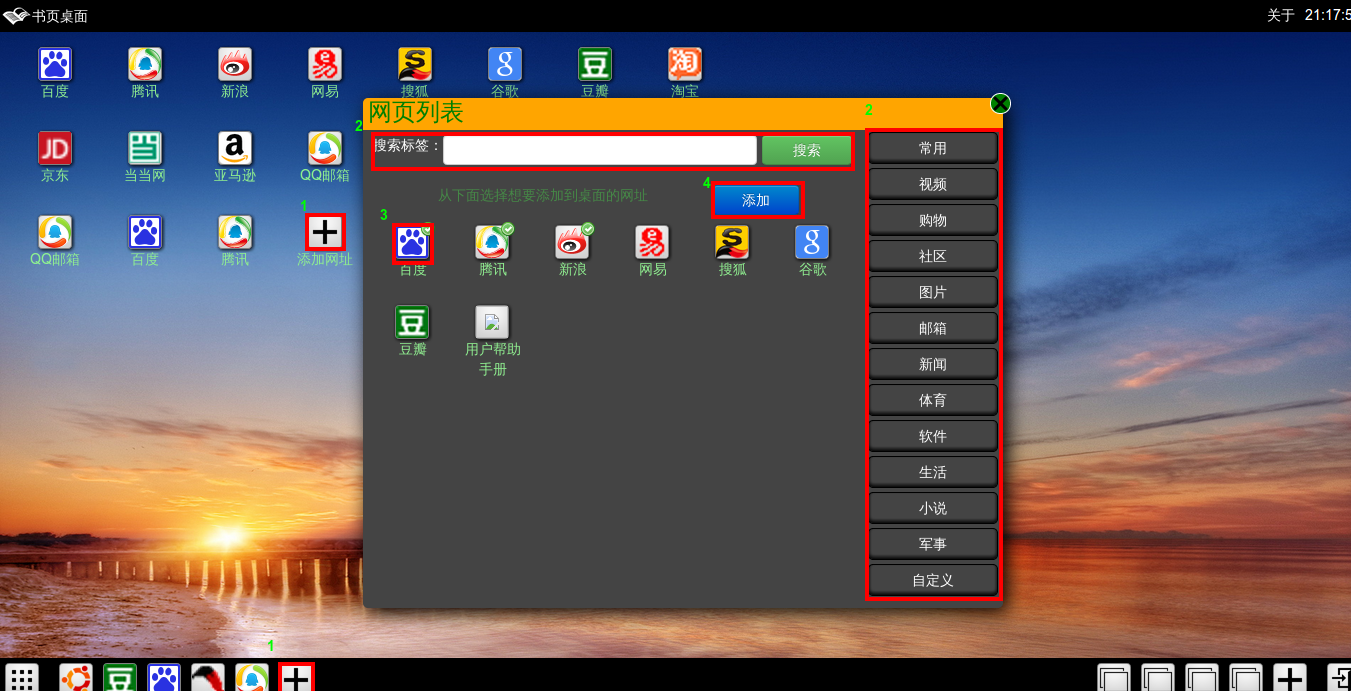 书页桌面
关于 21:17:5
百度 腾讯 新浪 网易 搜狐 谷歌 豆瓣 淘宝
京东 当当网 亚马逊 QQ邮箱
QQ邮箱 百度 腾讯 添加网址
1
网页列表
2
2
搜索标签：
搜索
从下面选择想要添加到桌面的网址
4
添加
3
百度 腾讯 新浪 网易 搜狐 谷歌
豆瓣 用户帮助
手册
常用
视频
购物
社区
图片
邮箱
新闻
体育
软件
生活
小说
军事
自定义
1